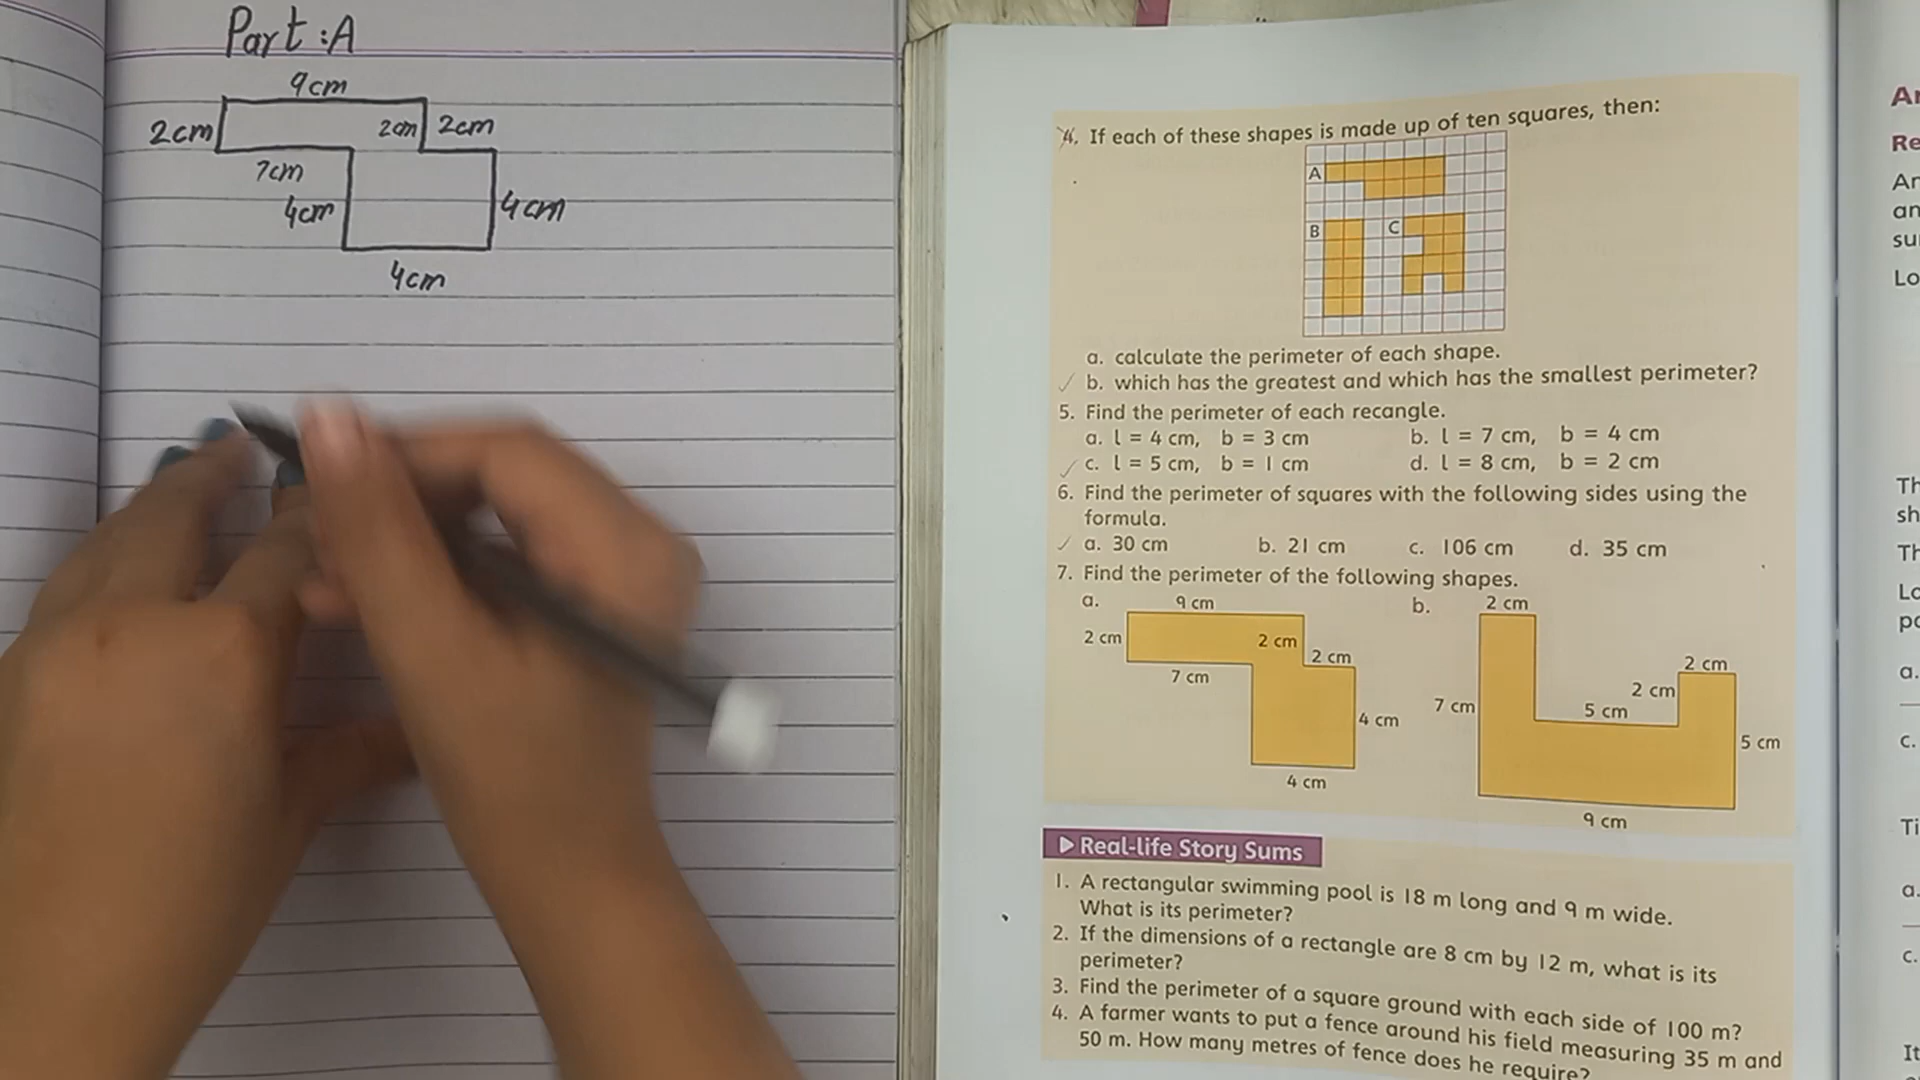 Part : A
9cm
2cm
2cm
2cm
7cm
4cm
4cm
4cm
4. If each of these shapes is made up of ten squares, then:
A
B
C
a. calculate the perimeter of each shape.
b. which has the greatest and which has the smallest perimeter?
5. Find the perimeter of each recangle.
a. l = 4 cm, b = 3 cm
b. l = 7 cm, b = 4 cm
c. l = 5 cm, b = 1 cm
d. l = 8 cm, b = 2 cm
6. Find the perimeter of squares with the following sides using the
formula.
a. 30 cm b. 21 cm c. 106 cm d. 35 cm
7. Find the perimeter of the following shapes.
a.
9 cm
2 cm
2 cm
2 cm
7 cm
4 cm
4 cm
b.
2 cm
2 cm
2 cm
7 cm
5 cm
5 cm
9 cm
Real-life Story Sums
1. A rectangular swimming pool is 18 m long and 9 m wide.
What is its perimeter?
2. If the dimensions of a rectangle are 8 cm by 12 m, what is its
perimeter?
3. Find the perimeter of a square ground with each side of 100 m?
4. A farmer wants to put a fence around his field measuring 35 m and
50 m. How many metres of fence does he require?